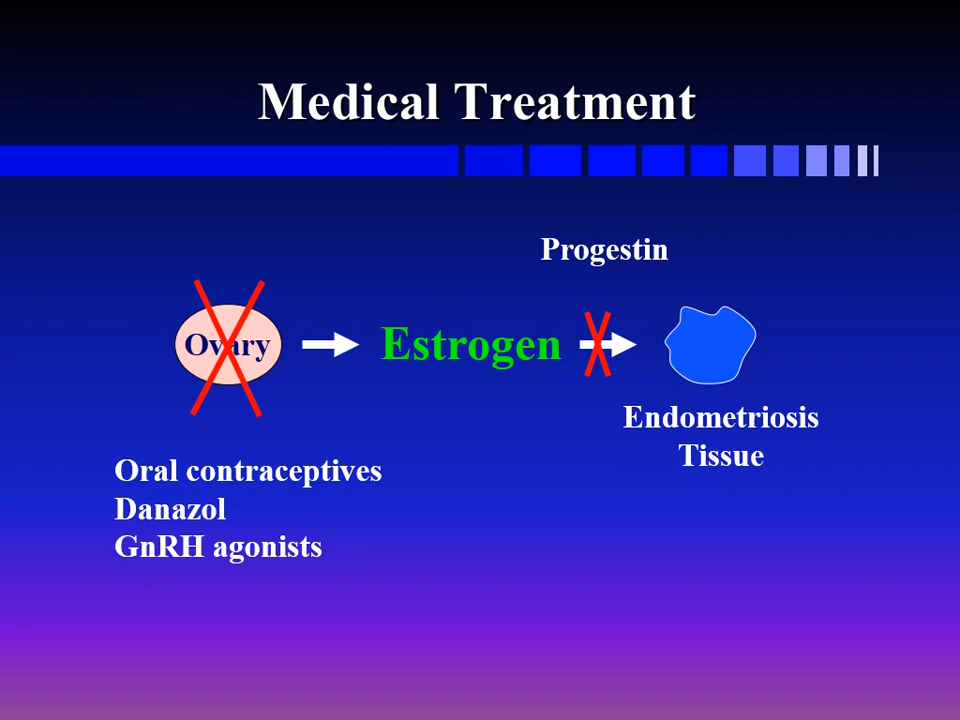 Medical Treatment
Progestin
Ovary
Estrogen
Endometriosis
Tissue
Oral contraceptives
Danazol
GnRH agonists